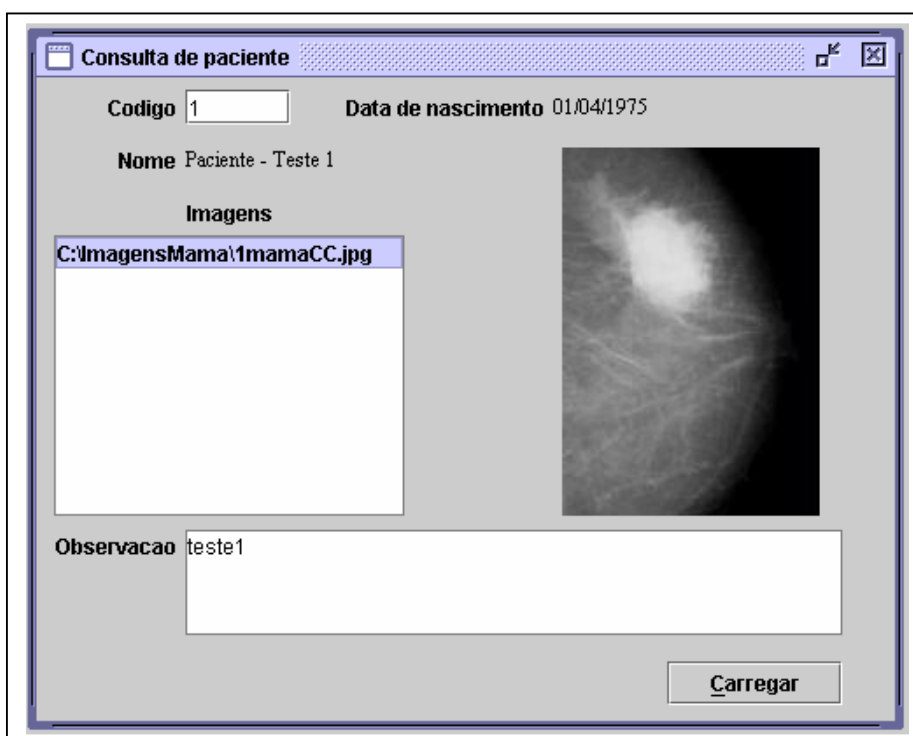 Consulta de paciente
Codigo 1 Data de nascimento 01/04/1975
Nome Paciente - Teste 1
Imagens
C:\ImagensMama\1mamaCC.jpg
Observacao teste1
Carregar